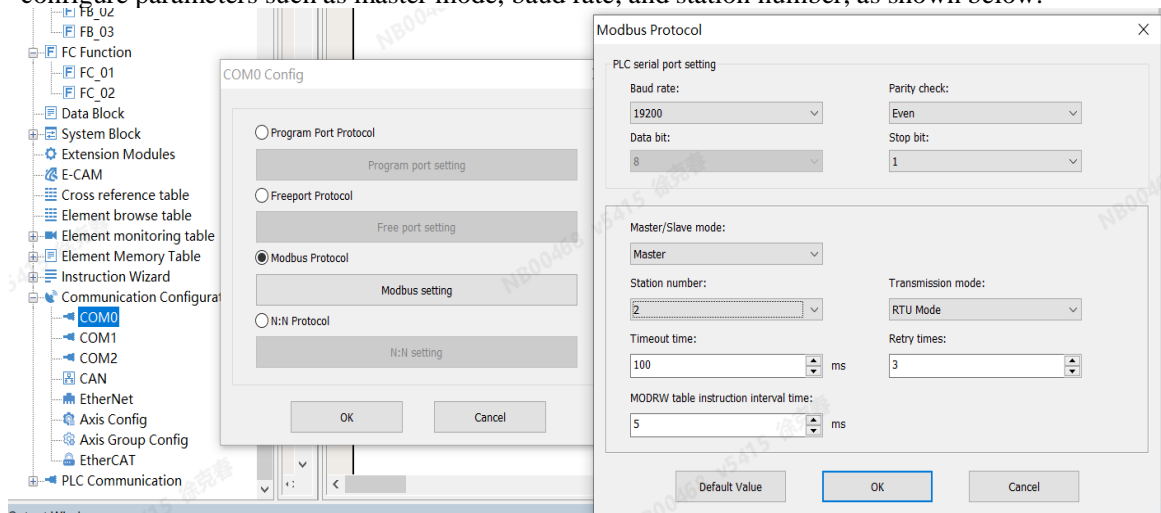 configure parameters such as master mode, baud rate, and station number, as shown below.
FB_02
FB_03
FC Function
FC_01
FC_02
Data Block
System Block
Extension Modules
E-CAM
Cross reference table
Element browse table
Element monitoring table
Element Memory Table
Instruction Wizard
Communication Configurat
COM0
COM1
COM2
CAN
EtherNet
Axis Config
Axis Group Config
EtherCAT
PLC Communication
COM0 Config
Program Port Protocol
Program port setting
Freeport Protocol
Free port setting
Modbus Protocol
Modbus setting
N:N Protocol
N:N setting
OK Cancel
Modbus Protocol
PLC serial port setting
Baud rate: Parity check:
19200 Even
Data bit: Stop bit:
8 1
Master/Slave mode:
Master
Station number: Transmission mode:
2 RTU Mode
Timeout time: Retry times:
100 ms 3
MODRW table instruction interval time:
5 ms
Default Value OK Cancel
NB00468 v5415 徐克春